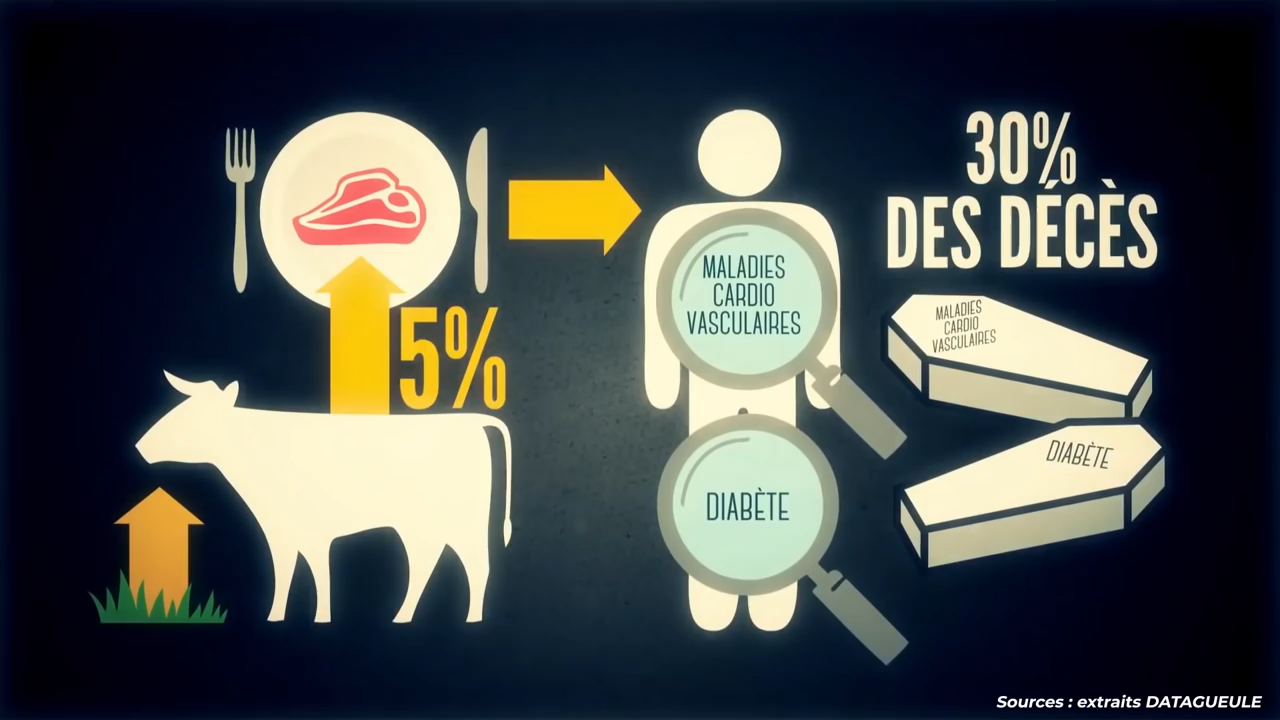 5%
MALADIES
CARDIO
VASCULAIRES
DIABÈTE
30%
DES DÉCÈS
MALADIES
CARDIO
VASCULAIRES
DIABÈTE
Sources : extraits DATAGUEULE